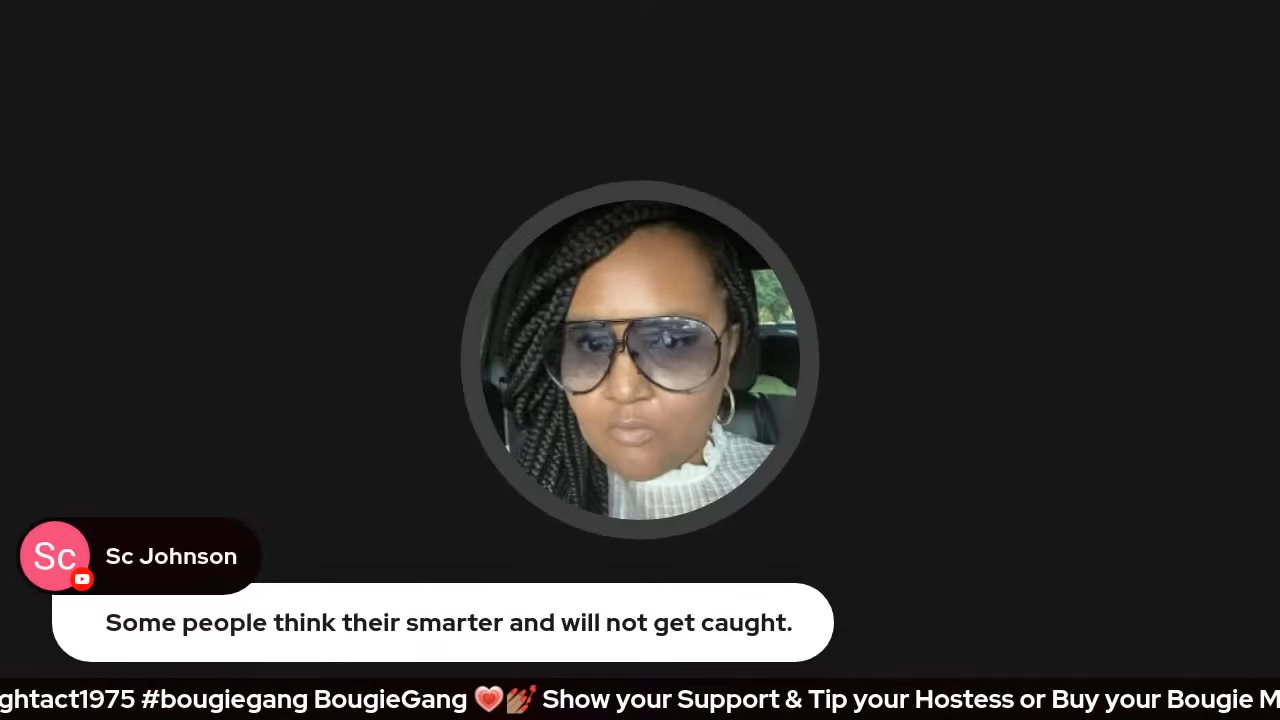 Sc
Sc Johnson
Some people think their smarter and will not get caught.
ghtact1975 #bougiegang BougieGang 💗💅🏽 Show your Support & Tip your Hostess or Buy your Bougie M